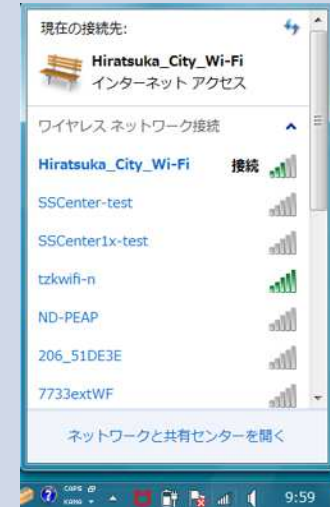 現在の接続先:
Hiratsuka_City_Wi-Fi
インターネット アクセス
ワイヤレス ネットワーク接続
Hiratsuka_City_Wi-Fi 接続
SSCenter-test
SSCenter1x-test
tzkwifi-n
ND-PEAP
206_51DE3E
7733extWF
ネットワークと共有センターを開く
CAPS
KANA
9:59